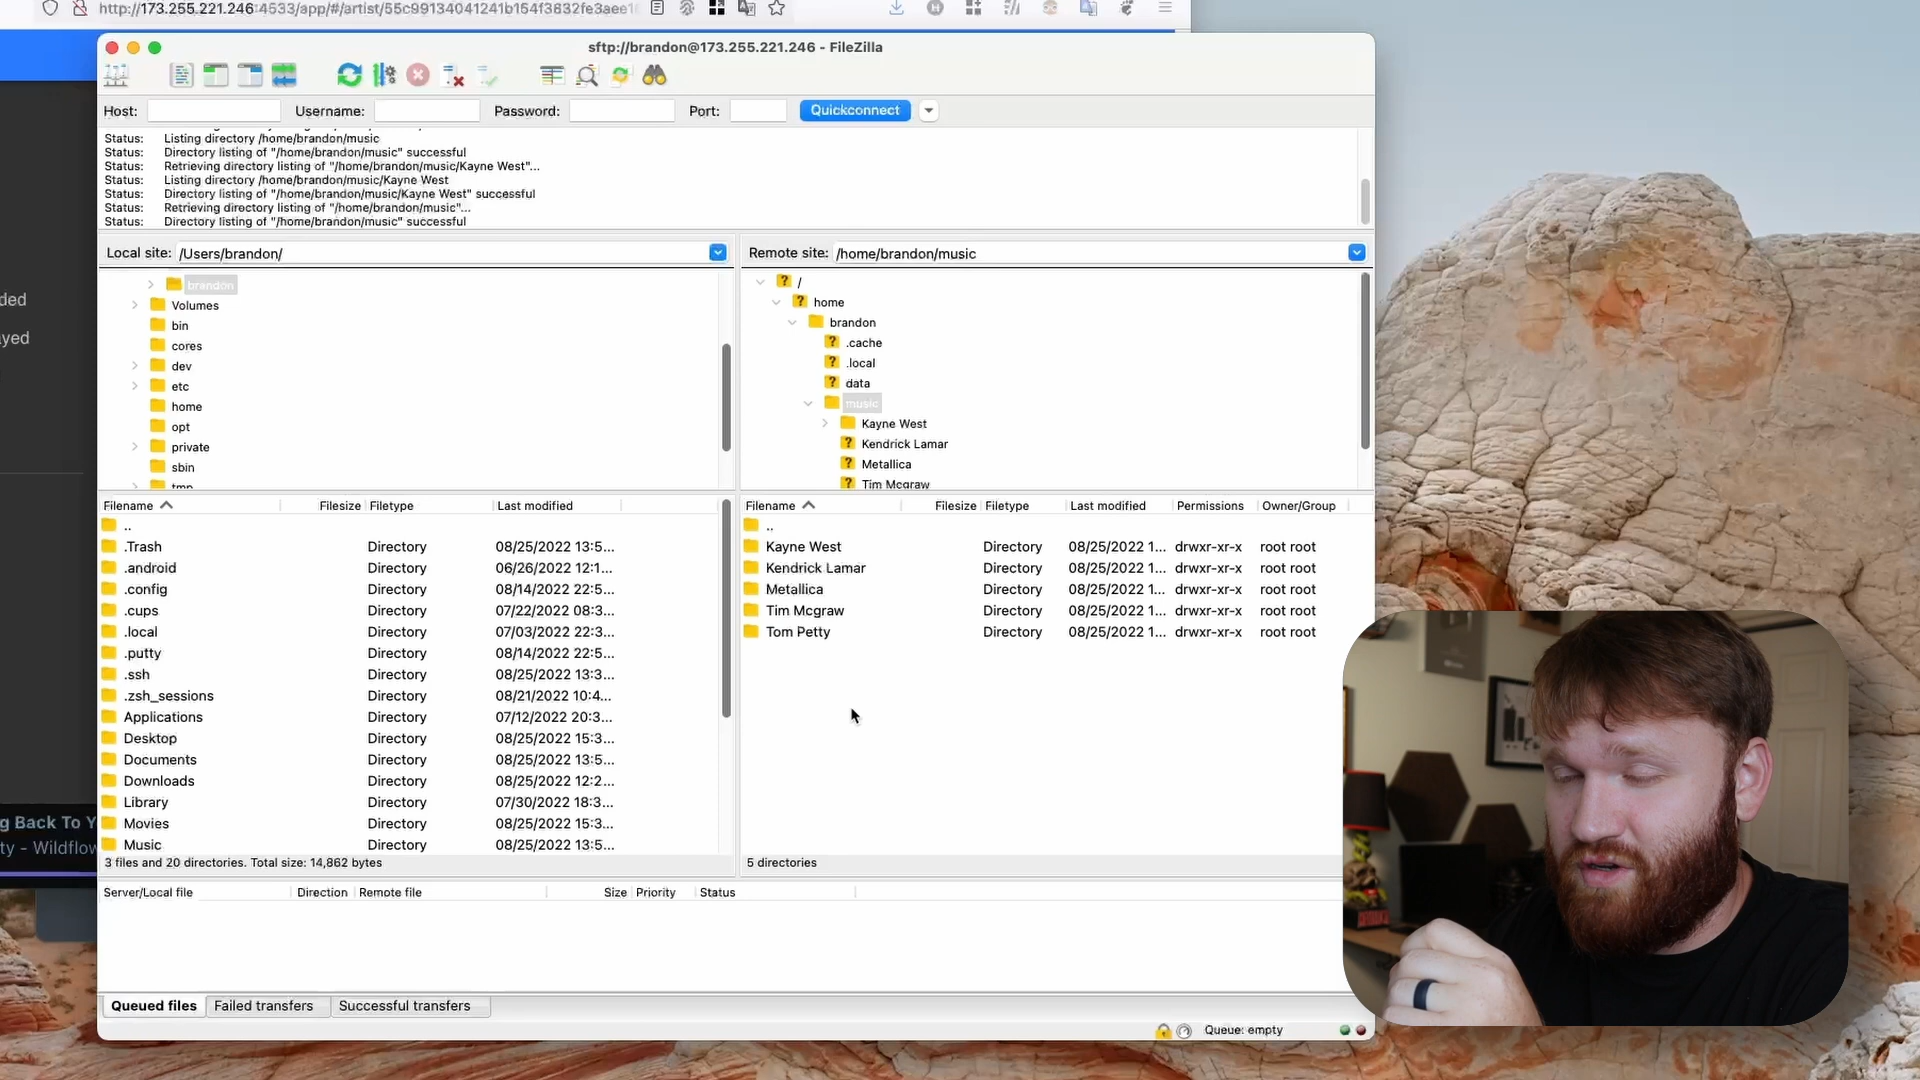 http://173.255.221.246:4533/app/#/artist/55c99134041241b154f3832fe3aee1
sftp://brandon@173.255.221.246 - FileZilla
Host: Username: Password: Port: Quickconnect
Status: Listing directory /home/brandon/music
Status: Directory listing of "/home/brandon/music" successful
Status: Retrieving directory listing of "/home/brandon/music/Kayne West"...
Status: Listing directory /home/brandon/music/Kayne West
Status: Directory listing of "/home/brandon/music/Kayne West" successful
Status: Retrieving directory listing of "/home/brandon/music"...
Status: Directory listing of "/home/brandon/music" successful
Local site: /Users/brandon/
brandon
Volumes
bin
cores
dev
etc
home
opt
private
sbin
tmp
Remote site: /home/brandon/music
/
home
brandon
.cache
.local
data
music
Kayne West
Kendrick Lamar
Metallica
Tim Mcgraw
Filename Filesize Filetype Last modified
..
.Trash Directory 08/25/2022 13:5...
.android Directory 06/26/2022 12:1...
.config Directory 08/14/2022 22:5...
.cups Directory 07/22/2022 08:3...
.local Directory 07/03/2022 22:3...
.putty Directory 08/14/2022 22:5...
.ssh Directory 08/25/2022 13:3...
.zsh_sessions Directory 08/21/2022 10:4...
Applications Directory 07/12/2022 20:3...
Desktop Directory 08/25/2022 15:3...
Documents Directory 08/25/2022 13:5...
Downloads Directory 08/25/2022 12:2...
Library Directory 07/30/2022 18:3...
Movies Directory 08/25/2022 15:3...
Music Directory 08/25/2022 13:5...
3 files and 20 directories. Total size: 14,862 bytes
Filename Filesize Filetype Last modified Permissions Owner/Group
..
Kayne West Directory 08/25/2022 1... drwxr-xr-x root root
Kendrick Lamar Directory 08/25/2022 1... drwxr-xr-x root root
Metallica Directory 08/25/2022 1... drwxr-xr-x root root
Tim Mcgraw Directory 08/25/2022 1... drwxr-xr-x root root
Tom Petty Directory 08/25/2022 1... drwxr-xr-x root root
5 directories
Server/Local file Direction Remote file Size Priority Status
Queued files Failed transfers Successful transfers
Queue: empty
ded
ayed
g Back To Y
ty - Wildflow